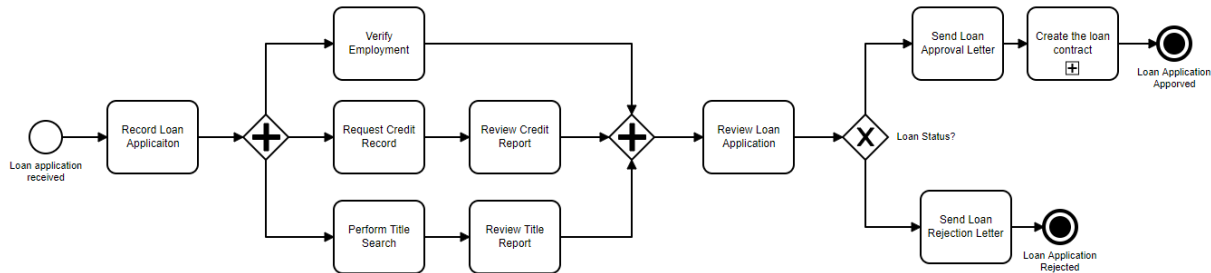 Loan application
received
Record Loan
Applicaiton
Verify
Employment
Request Credit
Record
Review Credit
Report
Perform Title
Search
Review Title
Report
Review Loan
Application
Loan Status?
Send Loan
Approval Letter
Create the loan
contract
Loan Application
Apporved
Send Loan
Rejection Letter
Loan Application
Rejected